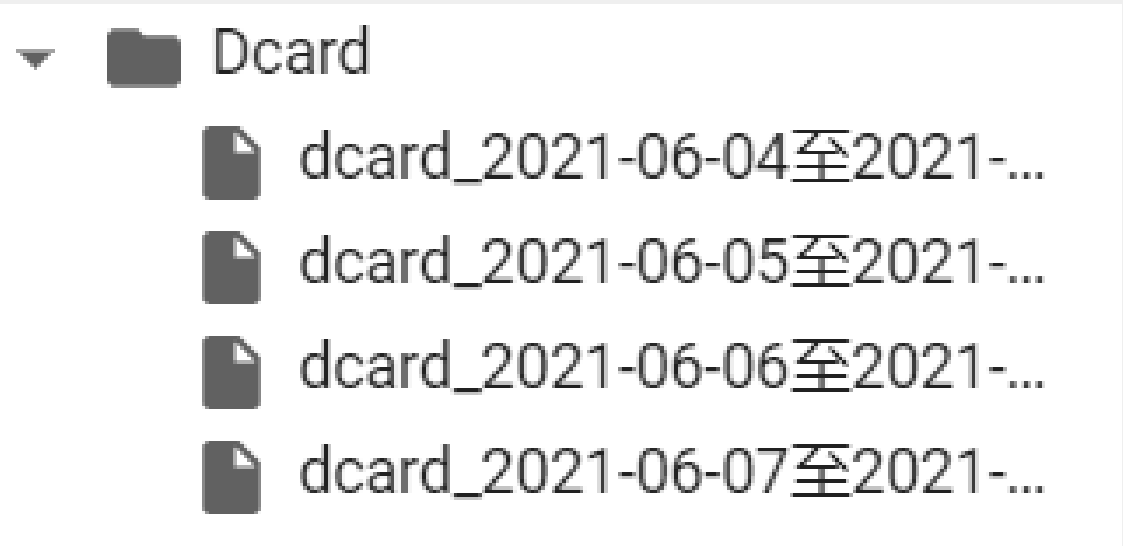 Dcard
dcard_2021-06-04至2021-...
dcard_2021-06-05至2021-...
dcard_2021-06-06至2021-...
dcard_2021-06-07至2021-...